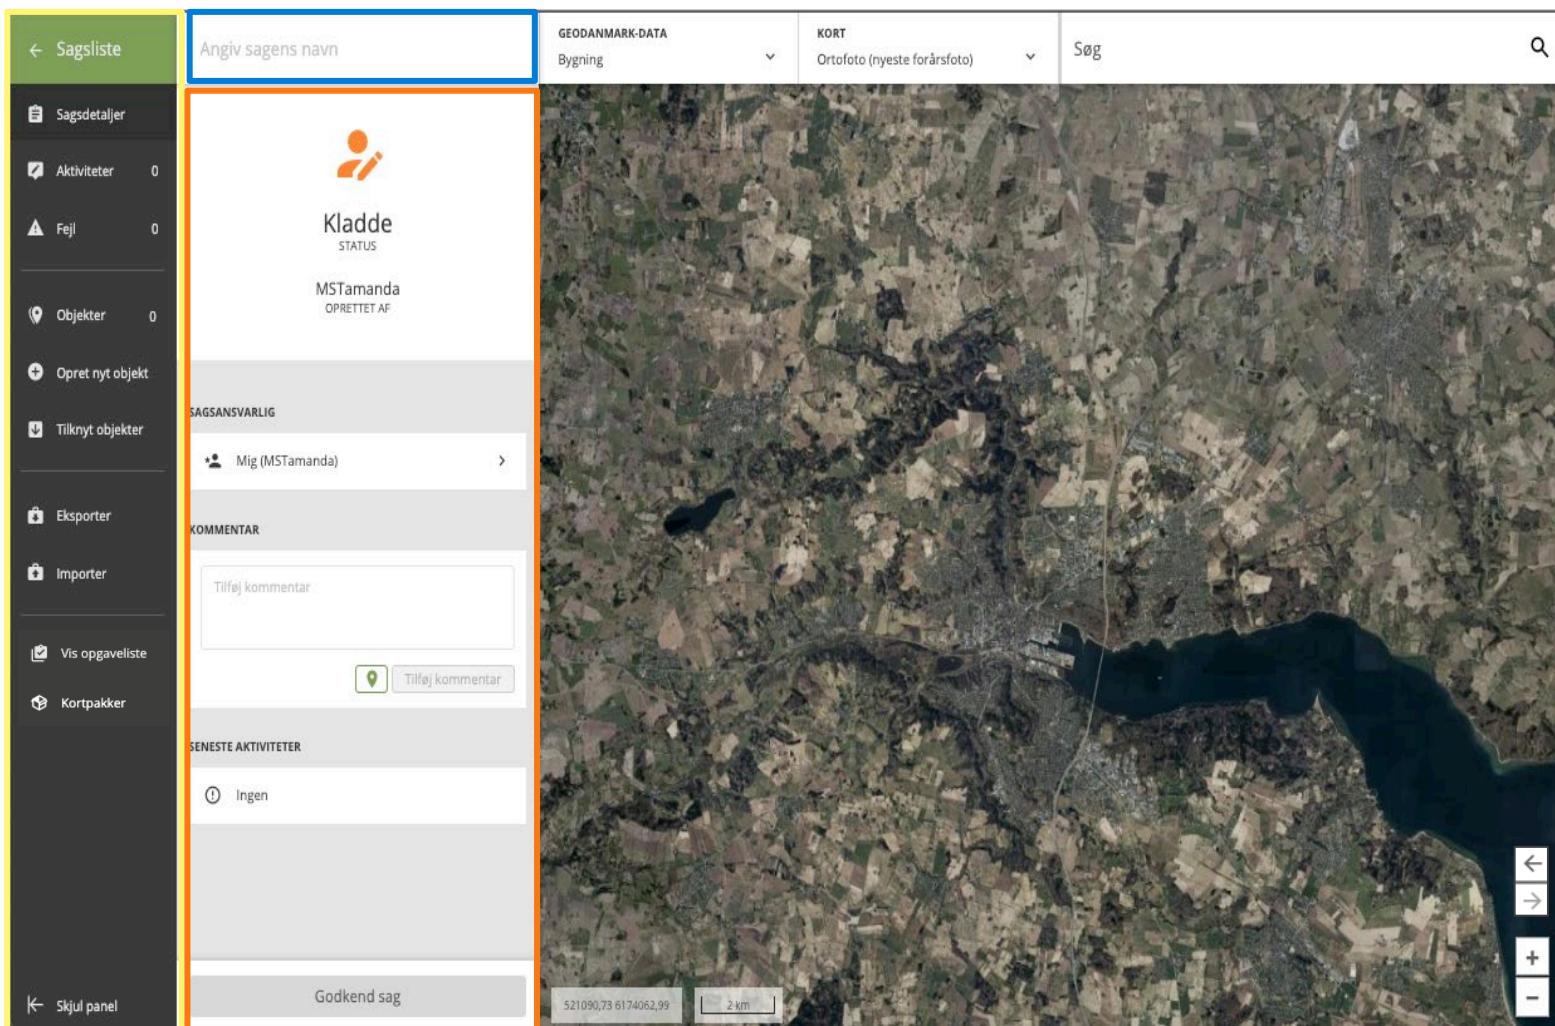 Sagsliste
Sagsdetaljer
Aktiviteter 0
Fejl 0
Objekter 0
Opret nyt objekt
Tilknyt objekter
Eksporter
Importer
Vis opgaveliste
Kortpakker
Skjul panel
Angiv sagens navn
Kladde
STATUS
MSTamanda
OPRETTET AF
SAGSANSVARLIG
Mig (MSTamanda)
KOMMENTAR
Tilføj kommentar
Tilføj kommentar
SENESTE AKTIVITETER
Ingen
Godkend sag
GEODANMARK-DATA
Bygning
KORT
Ortofoto (nyeste forårsfoto)
Søg
521090,73 6174062,99
2 km